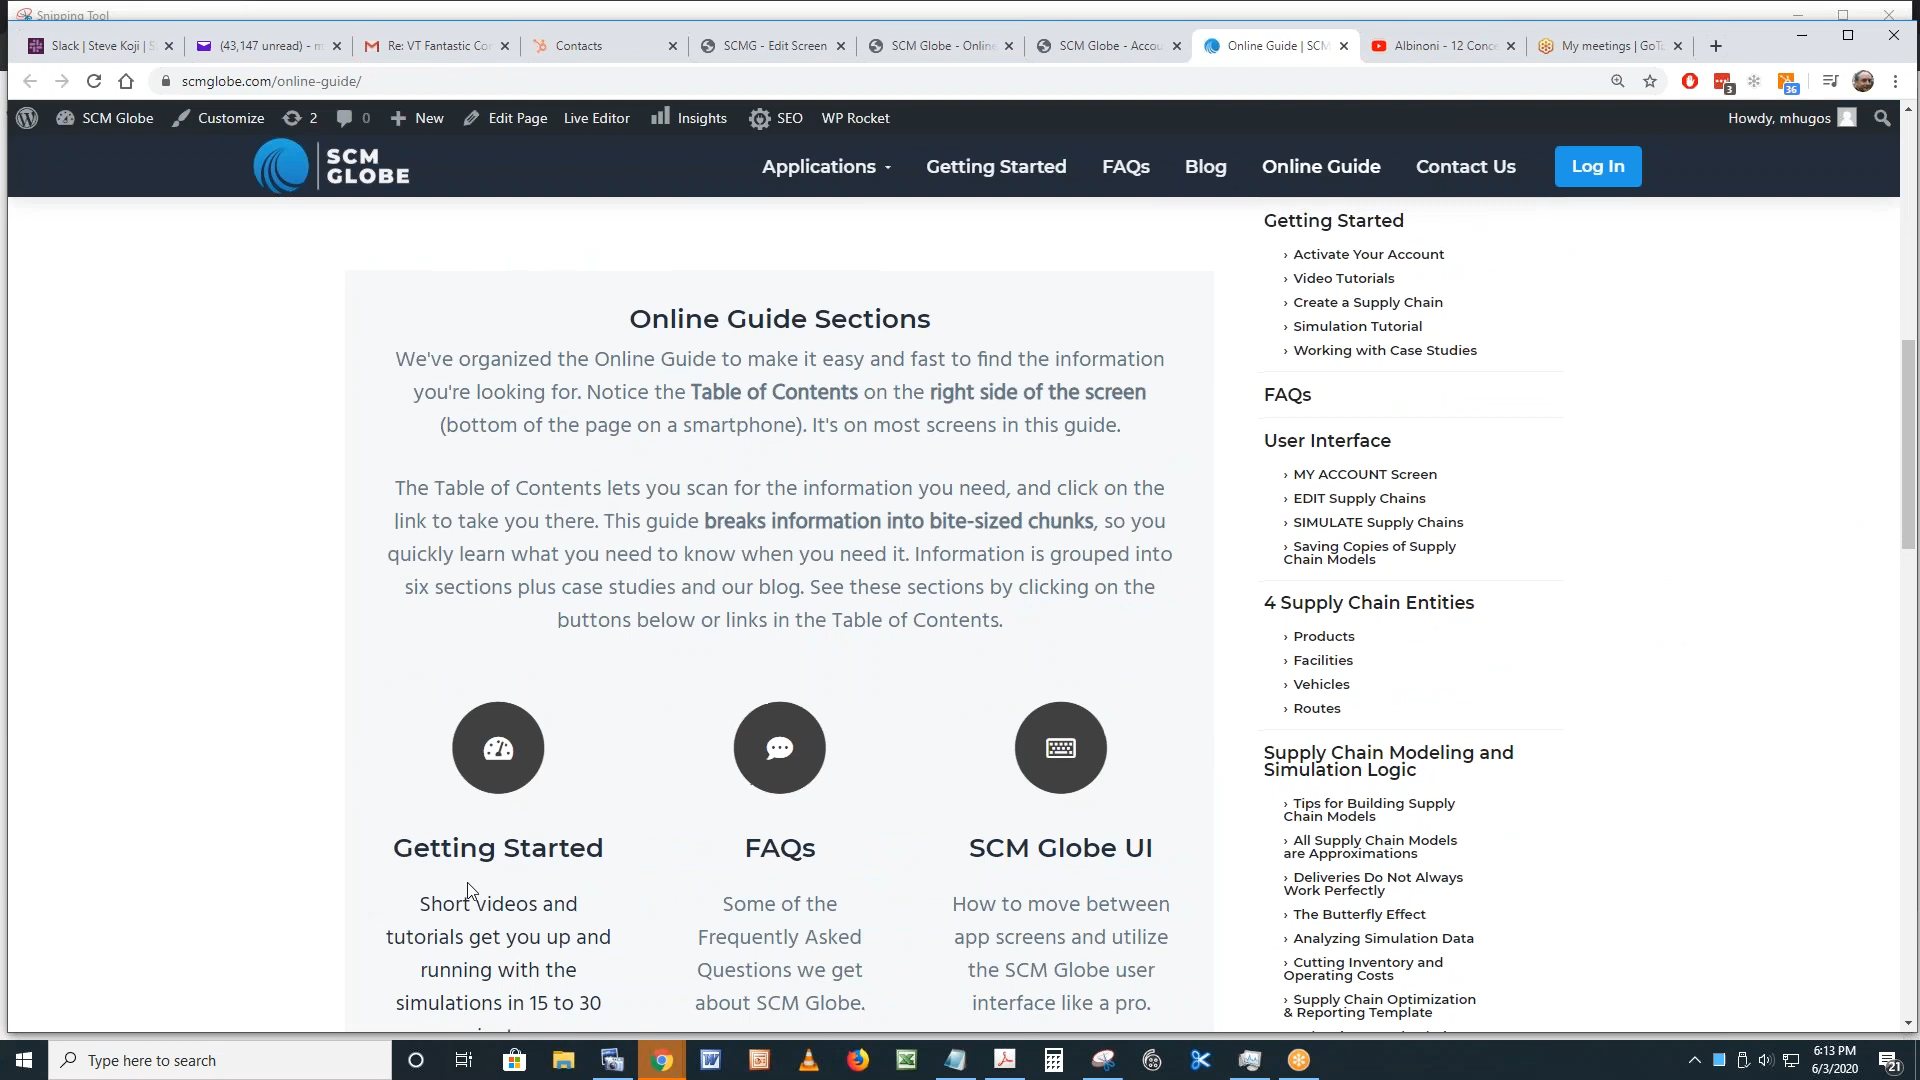 Snipping Tool
Slack | Steve Koji | S
(43,147 unread) - m
Re: VT Fantastic Co
Contacts
SCMG - Edit Screen
SCM Globe - Online
SCM Globe - Accou
Online Guide | SCM
Albinoni - 12 Conce
My meetings | GoTo
scmglobe.com/online-guide/
3
36
SCM Globe
Customize
2
0
New
Edit Page
Live Editor
Insights
SEO
WP Rocket
Howdy, mhugos
SCM
GLOBE
Applications
Getting Started
FAQs
Blog
Online Guide
Contact Us
Log In
Online Guide Sections
We've organized the Online Guide to make it easy and fast to find the information
you're looking for. Notice the Table of Contents on the right side of the screen
(bottom of the page on a smartphone). It's on most screens in this guide.
The Table of Contents lets you scan for the information you need, and click on the
link to take you there. This guide breaks information into bite-sized chunks, so you
quickly learn what you need to know when you need it. Information is grouped into
six sections plus case studies and our blog. See these sections by clicking on the
buttons below or links in the Table of Contents.
Getting Started
Short videos and
tutorials get you up and
running with the
simulations in 15 to 30
FAQs
Some of the
Frequently Asked
Questions we get
about SCM Globe.
SCM Globe UI
How to move between
app screens and utilize
the SCM Globe user
interface like a pro.
Getting Started
› Activate Your Account
› Video Tutorials
› Create a Supply Chain
› Simulation Tutorial
› Working with Case Studies
FAQs
User Interface
› MY ACCOUNT Screen
› EDIT Supply Chains
› SIMULATE Supply Chains
› Saving Copies of Supply
Chain Models
4 Supply Chain Entities
› Products
› Facilities
› Vehicles
› Routes
Supply Chain Modeling and
Simulation Logic
› Tips for Building Supply
Chain Models
› All Supply Chain Models
are Approximations
› Deliveries Do Not Always
Work Perfectly
› The Butterfly Effect
› Analyzing Simulation Data
› Cutting Inventory and
Operating Costs
› Supply Chain Optimization
& Reporting Template
Type here to search
6:13 PM
6/3/2020
21